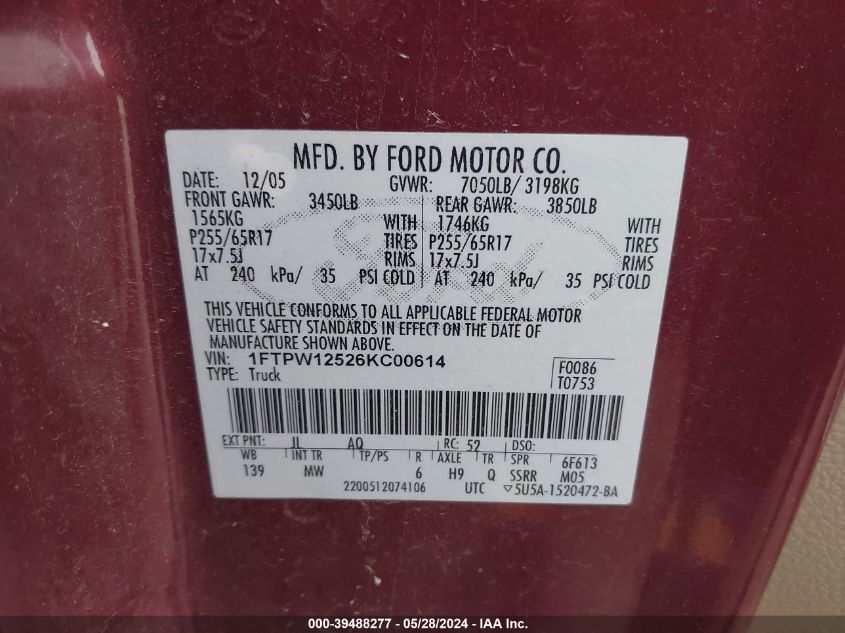 MFD. BY FORD MOTOR CO.
DATE: 12/05 GVWR: 7050LB/ 3198KG
FRONT GAWR: 3450LB REAR GAWR: 3850LB
1565KG WITH 1746KG WITH
P255/65R17 TIRES P255/65R17 TIRES
17x7.5J RIMS 17x7.5J RIMS
AT 240 kPa/ 35 PSI COLD AT 240 kPa/ 35 PSI COLD
Ford
THIS VEHICLE CONFORMS TO ALL APPLICABLE FEDERAL MOTOR
VEHICLE SAFETY STANDARDS IN EFFECT ON THE DATE OF
MANUFACTURE SHOWN ABOVE.
VIN: 1FTPW12526KC00614
TYPE: Truck
F0086
T0753
EXT PNT: JL AQ RC: 52 DSO:
WB INT TR TP/PS R AXLE TR SPR 6F613
139 MW 6 H9 Q SSRR M05
2200512074106 UTC ▽5U5A-1520472-BA
000-39488277 - 05/28/2024 - IAA Inc.